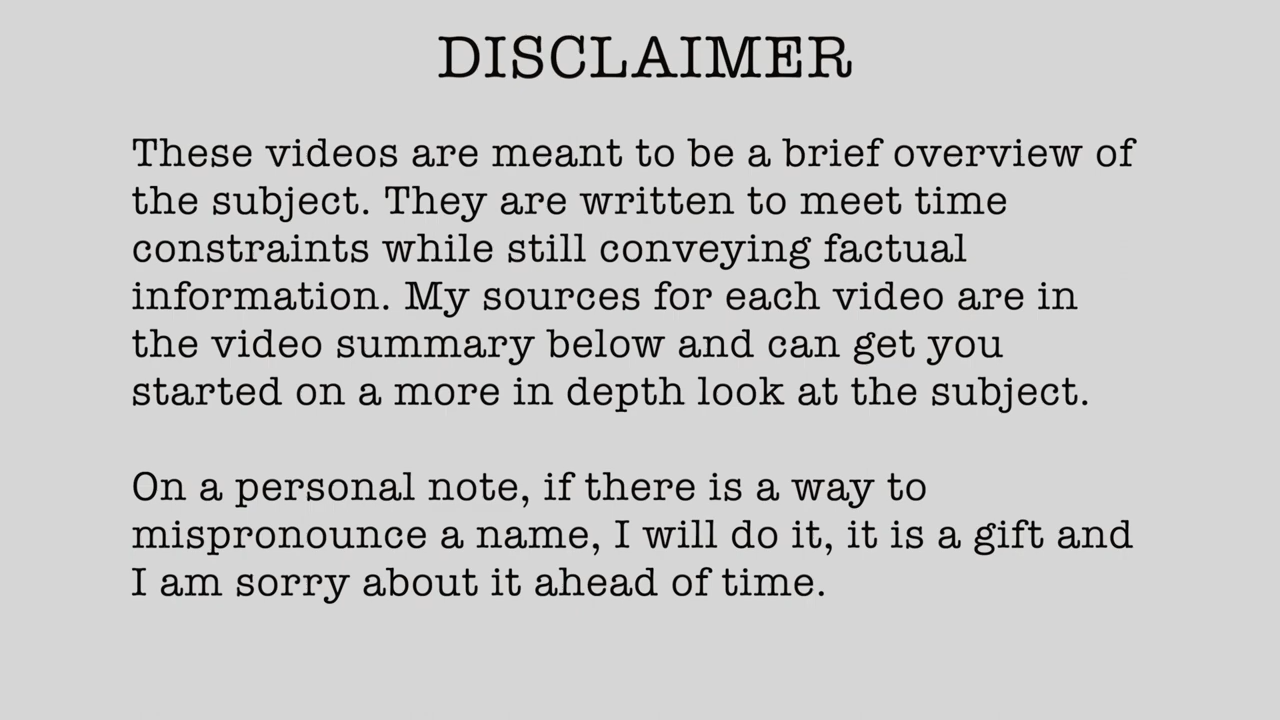 DISCLAIMER
These videos are meant to be a brief overview of
the subject. They are written to meet time
constraints while still conveying factual
information. My sources for each video are in
the video summary below and can get you
started on a more in depth look at the subject.
On a personal note, if there is a way to
mispronounce a name, I will do it, it is a gift and
I am sorry about it ahead of time.